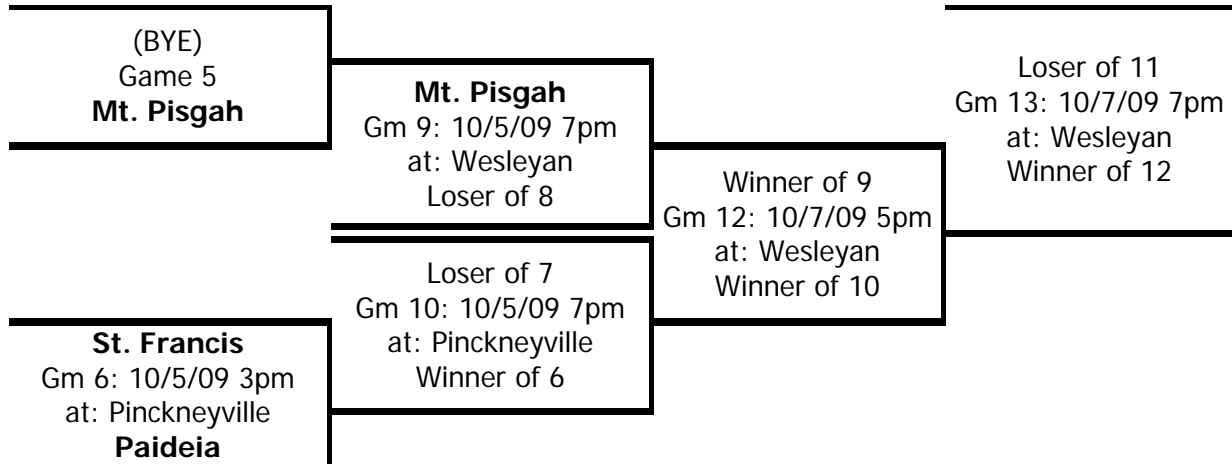 (BYE)
Game 5
Mt. Pisgah
Mt. Pisgah
Gm 9: 10/5/09 7pm
at: Wesleyan
Loser of 8
Loser of 11
Gm 13: 10/7/09 7pm
at: Wesleyan
Winner of 12
Winner of 9
Gm 12: 10/7/09 5pm
at: Wesleyan
Winner of 10
Loser of 7
Gm 10: 10/5/09 7pm
at: Pinckneyville
Winner of 6
St. Francis
Gm 6: 10/5/09 3pm
at: Pinckneyville
Paideia